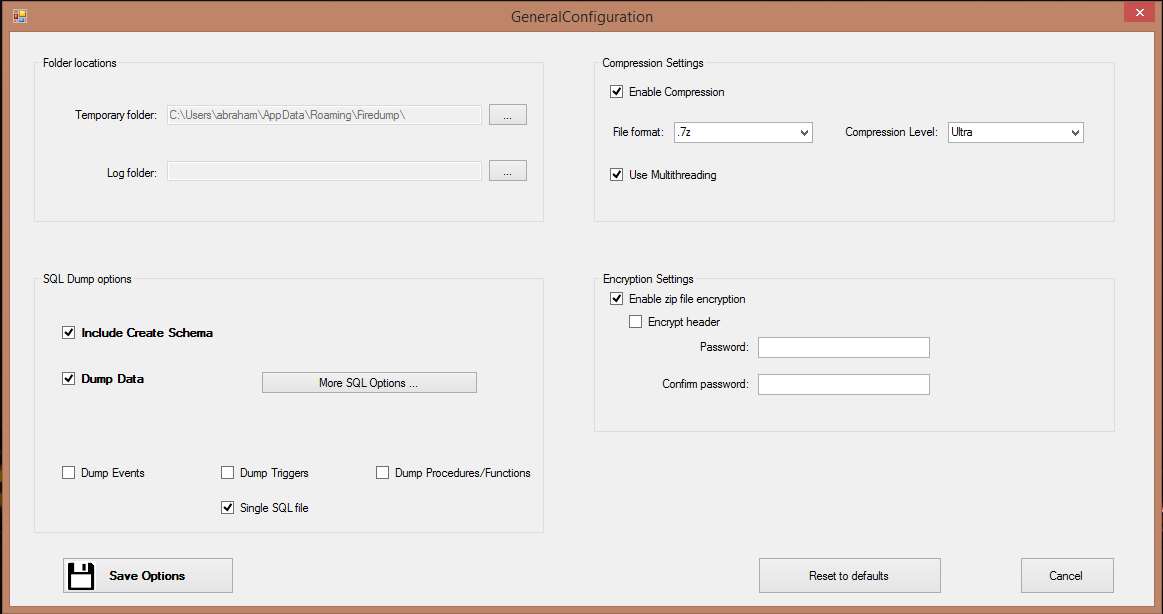 GeneralConfiguration
Folder locations
Temporary folder: C:\Users\abraham\AppData\Roaming\Firedump\ ...
Log folder: ...
Compression Settings
Enable Compression
File format: .7z Compression Level: Ultra
Use Multithreading
SQL Dump options
Include Create Schema
Dump Data More SQL Options ...
Dump Events Dump Triggers Dump Procedures/Functions
Single SQL file
Encryption Settings
Enable zip file encryption
Encrypt header
Password:
Confirm password:
Save Options Reset to defaults Cancel